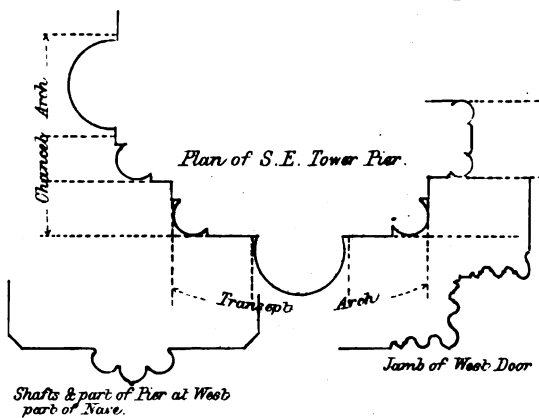 Chancel Arch
Plan of S.E. Tower Pier.
Transept Arch
Jamb of West Door
Shafts & part of Pier at West
part of Nave.